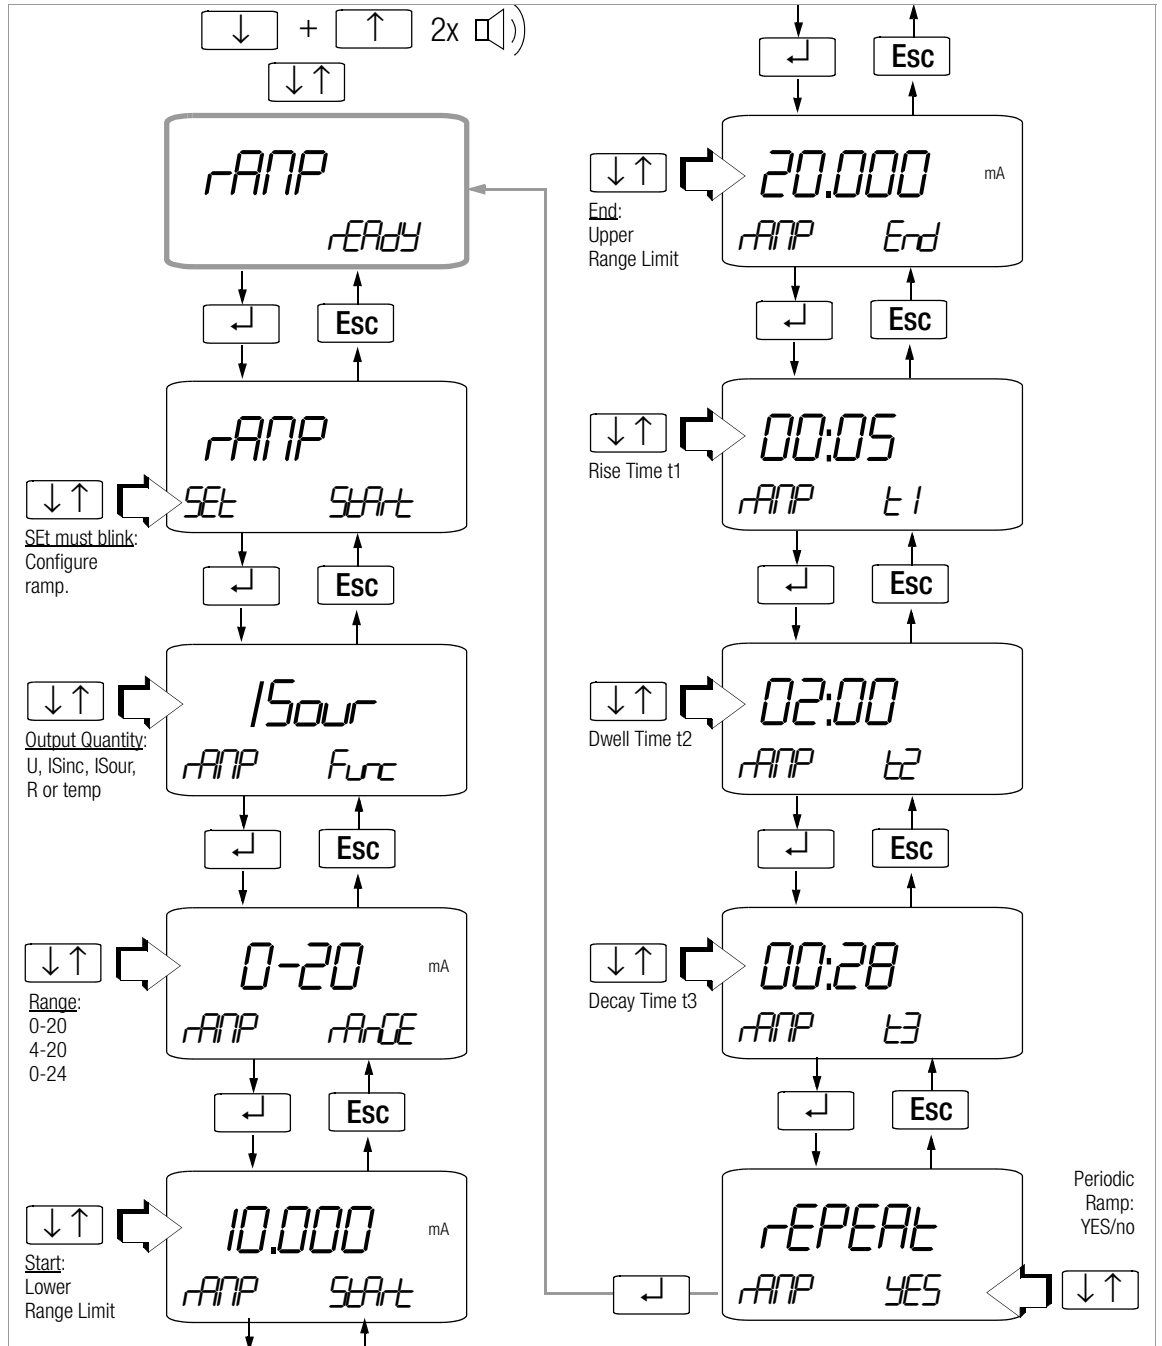 ↓ + ↑ 2x
↓↑
rAMP
rEAdY
↵ Esc
rAMP
SEt StArt
↓↑
SEt must blink:
Configure
ramp.
↵ Esc
ISour
rAMP Func
↓↑
Output Quantity:
U, ISinc, ISour,
R or temp
↵ Esc
0-20 mA
rAMP rAnGE
↓↑
Range:
0-20
4-20
0-24
↵ Esc
10.000 mA
rAMP StArt
↓↑
Start:
Lower
Range Limit
↵ Esc
20.000 mA
rAMP End
↓↑
End:
Upper
Range Limit
↵ Esc
00:05
rAMP t1
↓↑
Rise Time t1
↵ Esc
02:00
rAMP t2
↓↑
Dwell Time t2
↵ Esc
00:28
rAMP t3
↓↑
Decay Time t3
↵ Esc
rEPEAt
rAMP YES
Periodic
Ramp:
YES/no
↓↑
↵